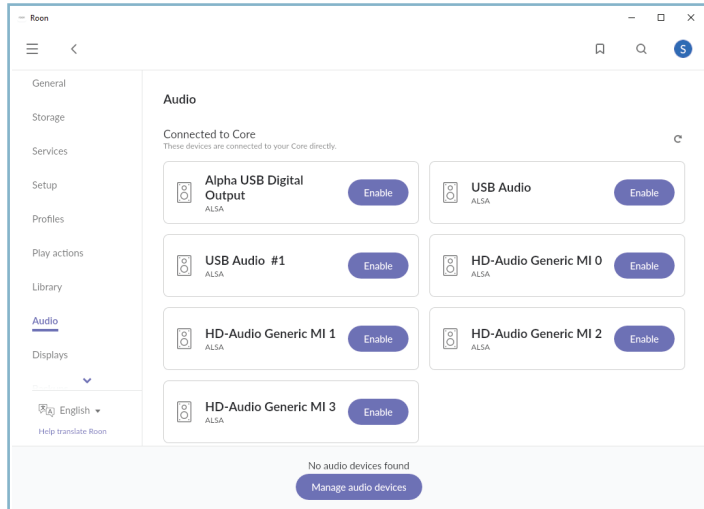 Roon
S
General
Storage
Services
Setup
Profiles
Play actions
Library
Audio
Displays
English
Help translate Roon
Audio
Connected to Core
These devices are connected to your Core directly.
Alpha USB Digital
Output
ALSA
Enable
USB Audio
ALSA
Enable
USB Audio #1
ALSA
Enable
HD-Audio Generic MI 0
ALSA
Enable
HD-Audio Generic MI 1
ALSA
Enable
HD-Audio Generic MI 2
ALSA
Enable
HD-Audio Generic MI 3
ALSA
Enable
No audio devices found
Manage audio devices